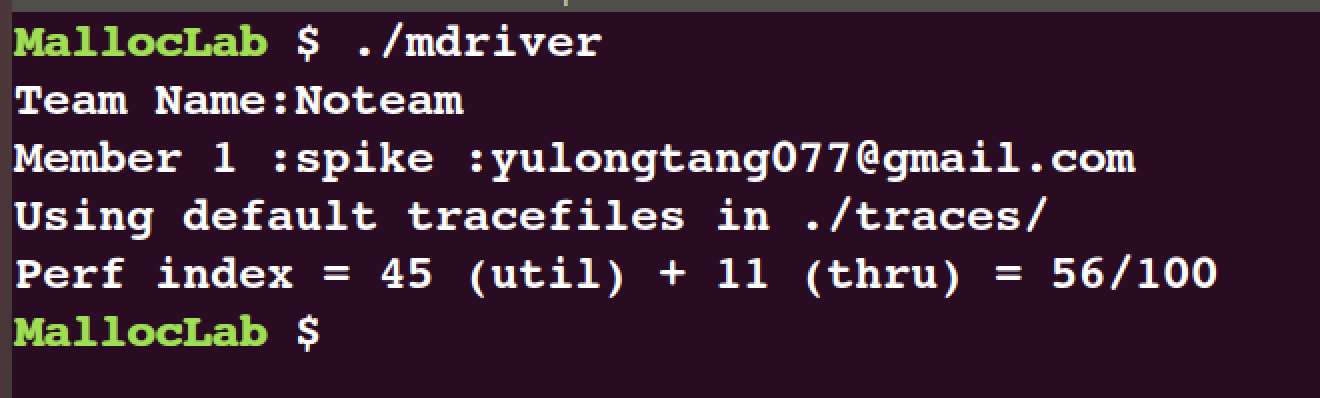 MallocLab $ ./mdriver
Team Name:Noteam
Member 1 :spike :yulongtang077@gmail.com
Using default tracefiles in ./traces/
Perf index = 45 (util) + 11 (thru) = 56/100
MallocLab $